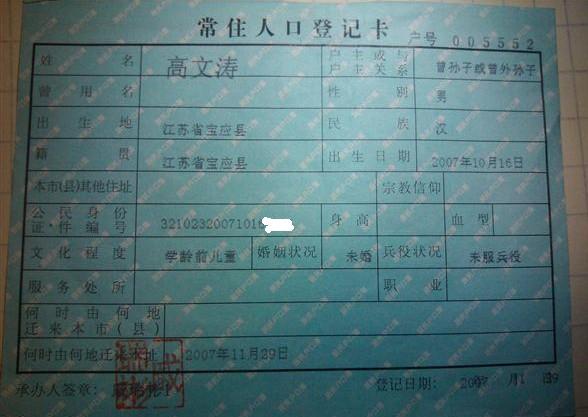 常住人口登记卡
户号 005552
姓名 高文涛 户主或与户主关系 曾孙子或曾外孙子
曾用名 性别 男
出生地 江苏省宝应县 民族 汉
籍贯 江苏省宝应县 出生日期 2007年10月16日
本市(县)其他住址 宗教信仰
公民身份证件编号 32102320071016 身高 血型
文化程度 学龄前儿童 婚姻状况 未婚 兵役状况 未服兵役
服务处所 职业
何时由何地迁来本市(县)
何时由何地迁来本址 2007年11月29日
承办人签章: 登记日期: 2007